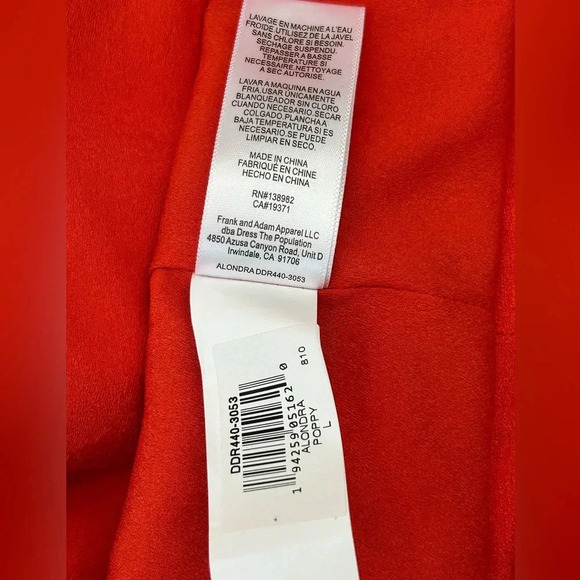 LAVAGE EN MACHINE A L'EAU
FROIDE.UTILISEZ DE LA JAVEL
SANS CHLORE SI BESOIN.
SECHAGE SUSPENDU.
REPASSER A BASSE
TEMPERATURE SI
NECESSAIRE.NETTOYAGE
A SEC AUTORISE.
LAVAR A MAQUINA EN AGUA
FRIA.USAR ÚNICAMENTE
BLANQUEADOR SIN CLORO
CUANDO NECESARIO.SECAR
COLGADO.PLANCHA A
BAJA TEMPERATURA SI ES
NECESARIO.SE PUEDE
LIMPIAR EN SECO.
MADE IN CHINA
FABRIQUÉ EN CHINE
HECHO EN CHINA
RN#138982
CA#19371
Frank and Adam Apparel LLC
dba Dress The Population
4850 Azusa Canyon Road, Unit D
Irwindale, CA 91706
ALONDRA DDR440-3053
DDR440-3053
1 94259 05162 0
ALONDRA
POPPY
L
810